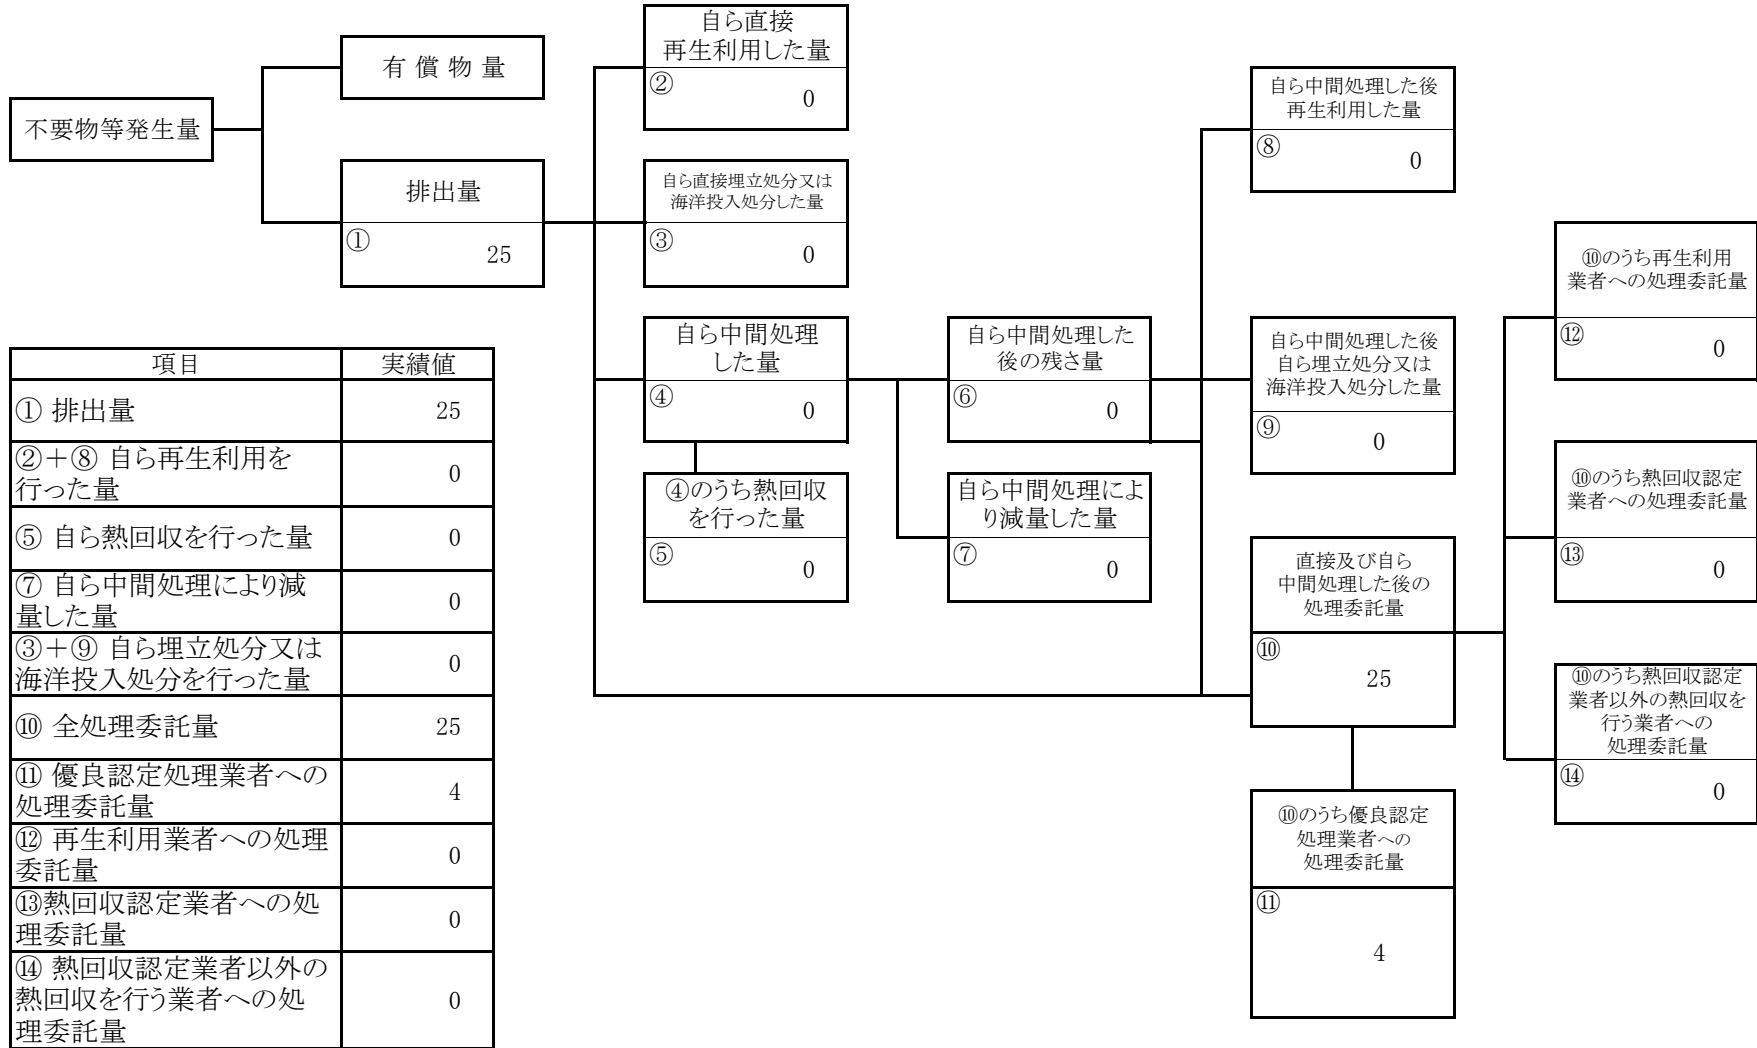 不要物等発生量
有 償 物 量
排出量
①
25
自ら直接
再生利用した量
②
0
自ら直接埋立処分又は
海洋投入処分した量
③
0
自ら中間処理
した量
④
0
④のうち熱回収
を行った量
⑤
0
自ら中間処理した
後の残さ量
⑥
0
自ら中間処理によ
り減量した量
⑦
0
自ら中間処理した後
再生利用した量
⑧
0
自ら中間処理した後
自ら埋立処分又は
海洋投入処分した量
⑨
0
直接及び自ら
中間処理した後の
処理委託量
⑩
25
⑩のうち優良認定
処理業者への
処理委託量
⑪
4
⑩のうち再生利用
業者への処理委託量
⑫
0
⑩のうち熱回収認定
業者への処理委託量
⑬
0
⑩のうち熱回収認定
業者以外の熱回収を
行う業者への
処理委託量
⑭
0
項目 実績値
① 排出量 25
②＋⑧ 自ら再生利用を
行った量 0
⑤ 自ら熱回収を行った量 0
⑦ 自ら中間処理により減
量した量 0
③＋⑨ 自ら埋立処分又は
海洋投入処分を行った量 0
⑩ 全処理委託量 25
⑪ 優良認定処理業者への
処理委託量 4
⑫ 再生利用業者への処理
委託量 0
⑬熱回収認定業者への処
理委託量 0
⑭ 熱回収認定業者以外の
熱回収を行う業者への処
理委託量 0